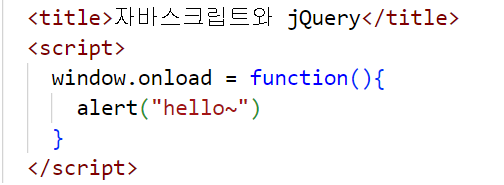 <title>자바스크립트와 jQuery</title>
<script>
window.onload = function(){
alert("hello~")
}
</script>